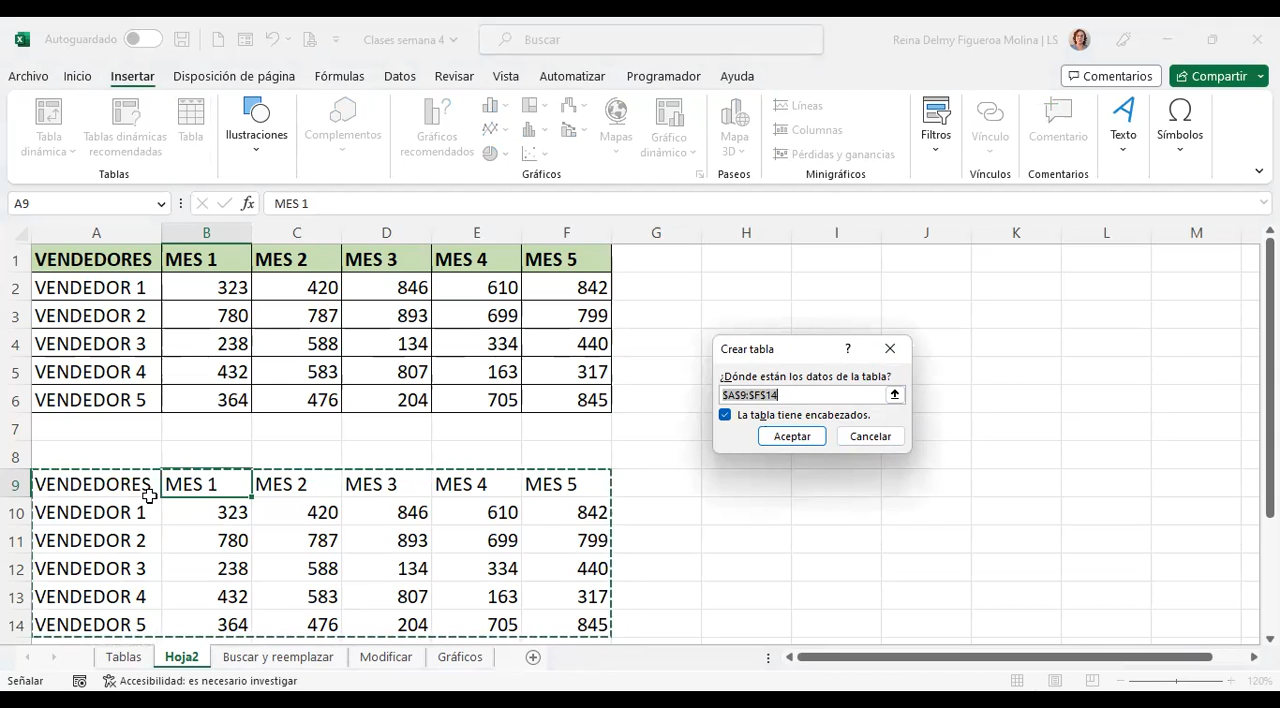 Autoguardado
Clases semana 4
Buscar
Reina Delmy Figueroa Molina | LS
Archivo Inicio Insertar Disposición de página Fórmulas Datos Revisar Vista Automatizar Programador Ayuda
Comentarios Compartir
Tabla dinámica
Tablas dinámicas recomendadas
Tabla
Tablas
Ilustraciones
Complementos
Gráficos recomendados
Mapas
Gráfico dinámico
Gráficos
Mapa 3D
Paseos
Líneas
Columnas
Pérdidas y ganancias
Minigráficos
Filtros
Vínculo
Vínculos
Comentario
Comentarios
Texto
Símbolos
A9 fx MES 1
A B C D E F G H I J K L M
1 VENDEDORES MES 1 MES 2 MES 3 MES 4 MES 5
2 VENDEDOR 1 323 420 846 610 842
3 VENDEDOR 2 780 787 893 699 799
4 VENDEDOR 3 238 588 134 334 440
5 VENDEDOR 4 432 583 807 163 317
6 VENDEDOR 5 364 476 204 705 845
7
8
9 VENDEDORES MES 1 MES 2 MES 3 MES 4 MES 5
10 VENDEDOR 1 323 420 846 610 842
11 VENDEDOR 2 780 787 893 699 799
12 VENDEDOR 3 238 588 134 334 440
13 VENDEDOR 4 432 583 807 163 317
14 VENDEDOR 5 364 476 204 705 845
Crear tabla ?
¿Dónde están los datos de la tabla?
$A$9:$F$14
La tabla tiene encabezados.
Aceptar Cancelar
Tablas Hoja2 Buscar y reemplazar Modificar Gráficos
Señalar Accesibilidad: es necesario investigar 120%